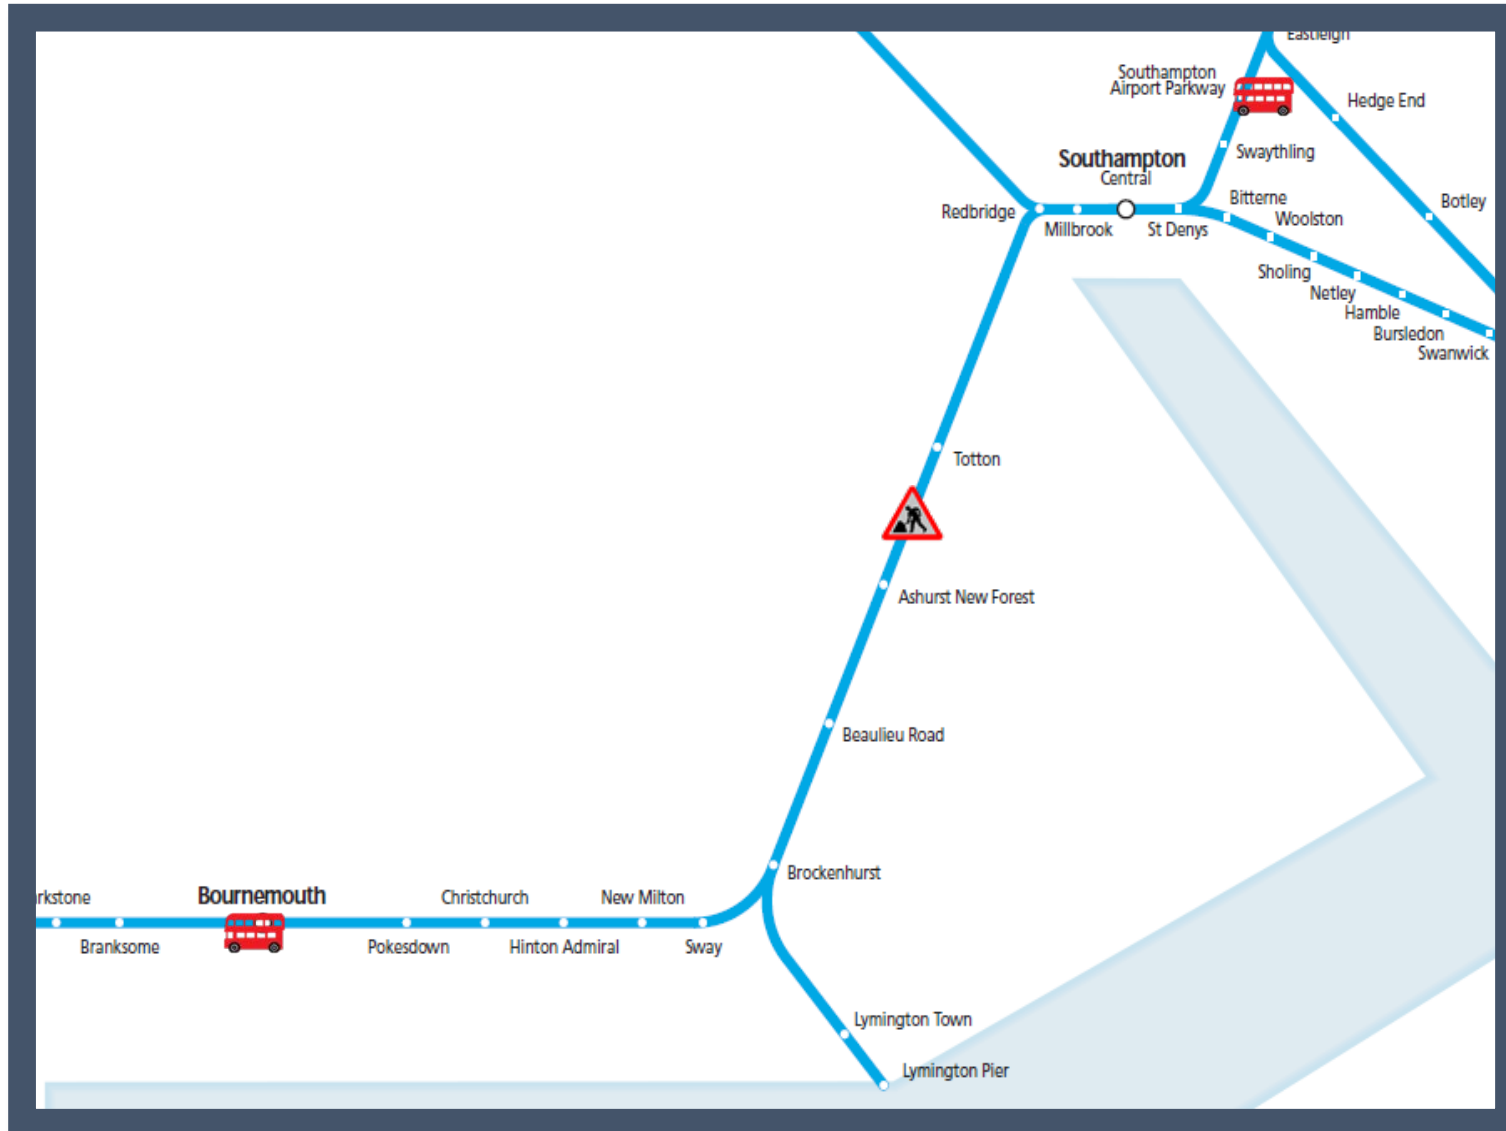 Eastleigh
Southampton
Airport Parkway
Hedge End
Swaythling
Southampton
Central
Botley
Bitterne
Woolston
Redbridge
Millbrook
St Denys
Sholing
Netley
Hamble
Bursledon
Swanwick
Totton
Ashurst New Forest
Beaulieu Road
Brockenhurst
rkstone
Bournemouth
Christchurch
New Milton
Branksome
Pokesdown
Hinton Admiral
Sway
Lymington Town
Lymington Pier